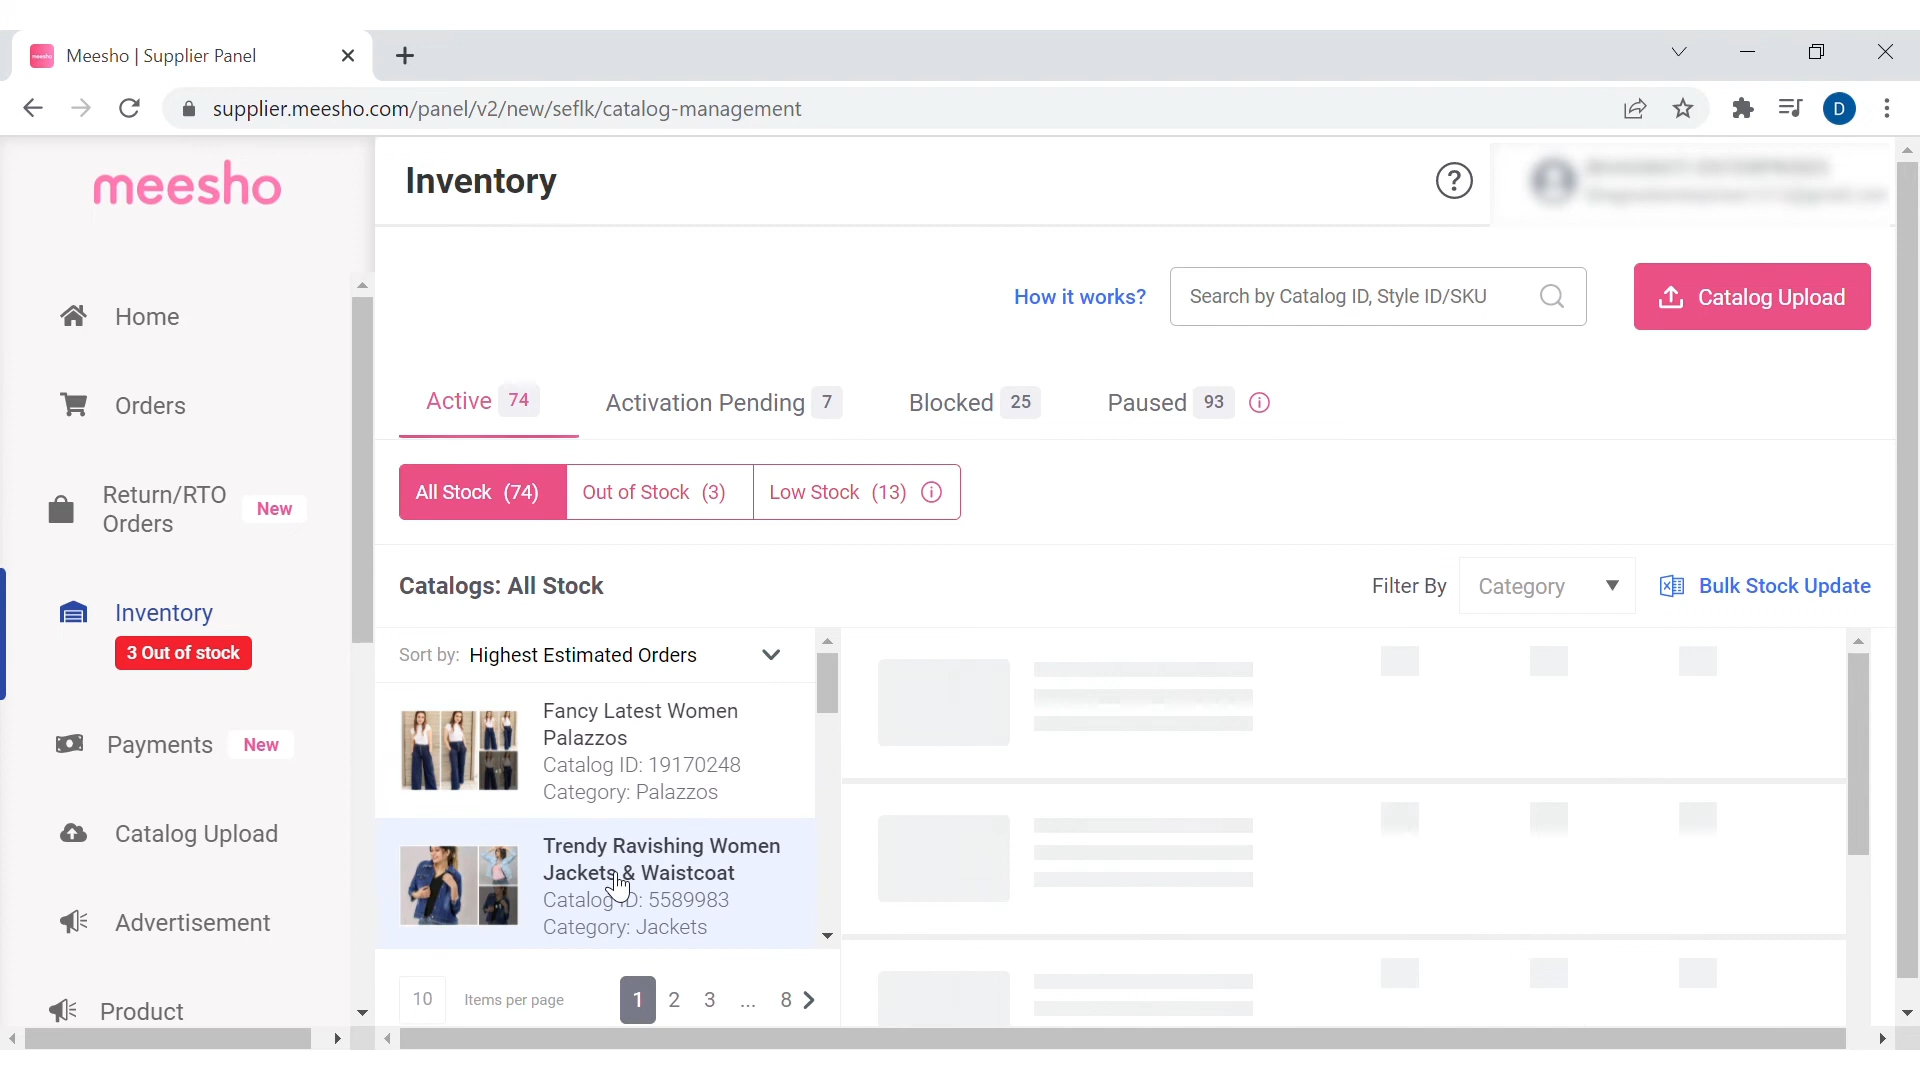 Meesho | Supplier Panel
supplier.meesho.com/panel/v2/new/seflk/catalog-management
D
meesho
Inventory
?
How it works?
Search by Catalog ID, Style ID/SKU
Catalog Upload
Home
Orders
Return/RTO
Orders
New
Inventory
3 Out of stock
Payments
New
Catalog Upload
Advertisement
Product
Active 74
Activation Pending 7
Blocked 25
Paused 93
All Stock (74)
Out of Stock (3)
Low Stock (13)
Catalogs: All Stock
Filter By
Category
Bulk Stock Update
Sort by: Highest Estimated Orders
Fancy Latest Women
Palazzos
Catalog ID: 19170248
Category: Palazzos
Trendy Ravishing Women
Jackets & Waistcoat
Catalog ID: 5589983
Category: Jackets
10 Items per page
1 2 3 ... 8